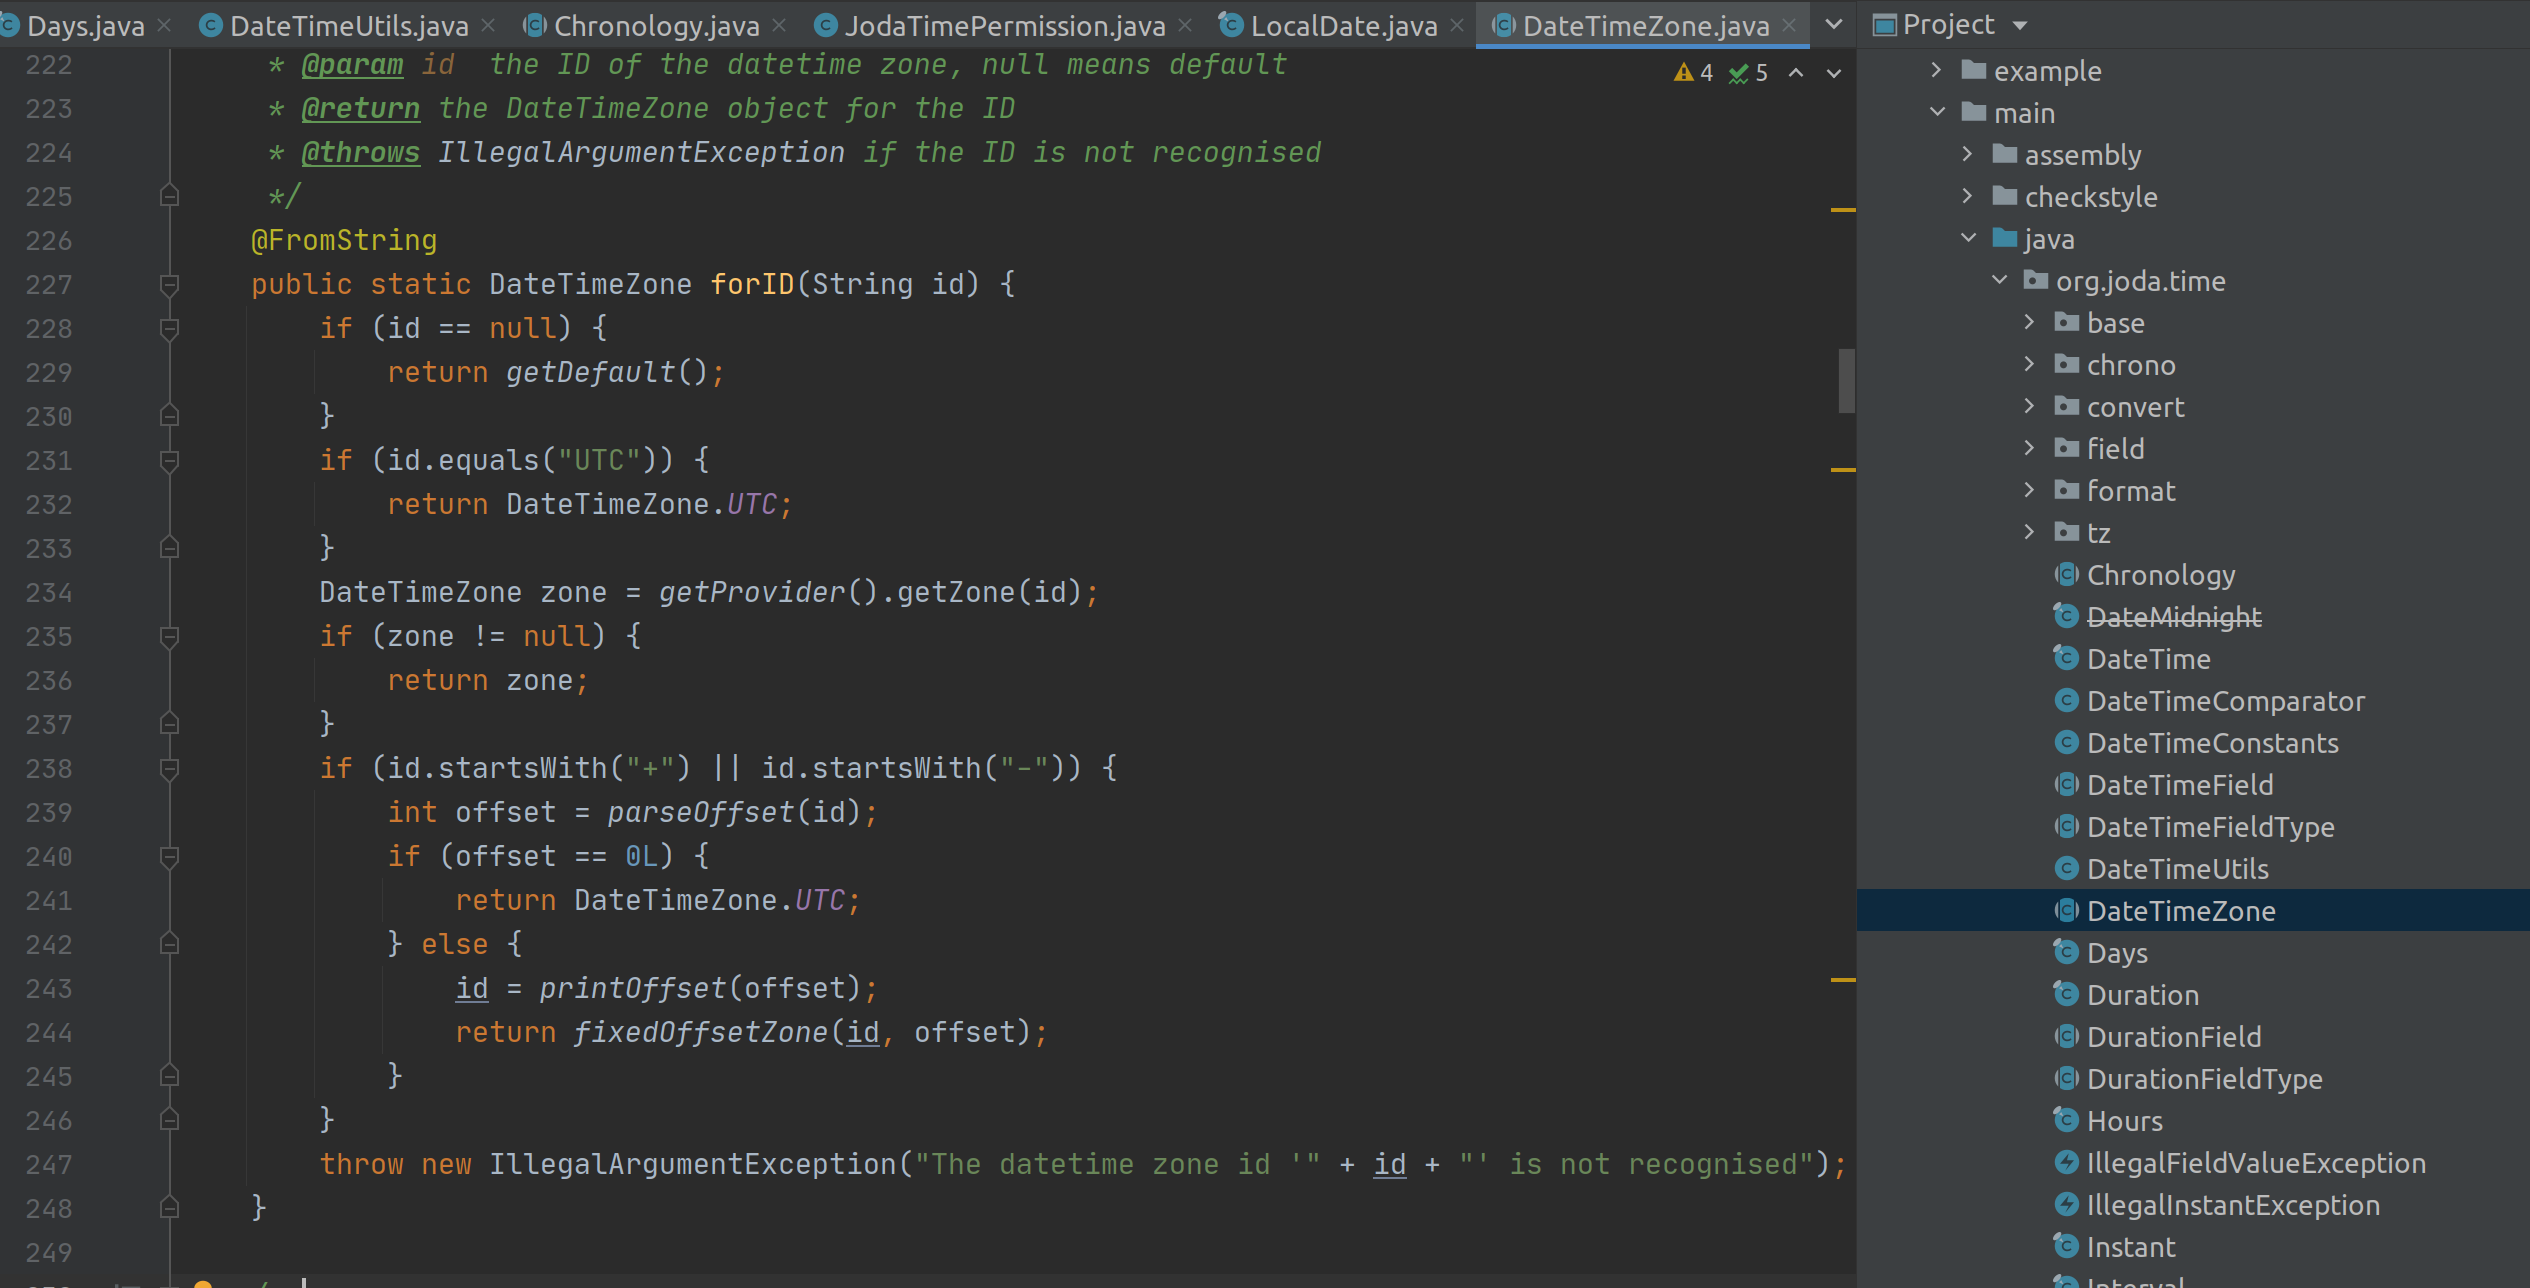 Days.java DateTimeUtils.java Chronology.java JodaTimePermission.java LocalDate.java DateTimeZone.java
4 5
222 * @param id the ID of the datetime zone, null means default
223 * @return the DateTimeZone object for the ID
224 * @throws IllegalArgumentException if the ID is not recognised
225 */
226 @FromString
227 public static DateTimeZone forID(String id) {
228 if (id == null) {
229 return getDefault();
230 }
231 if (id.equals("UTC")) {
232 return DateTimeZone.UTC;
233 }
234 DateTimeZone zone = getProvider().getZone(id);
235 if (zone != null) {
236 return zone;
237 }
238 if (id.startsWith("+") || id.startsWith("-")) {
239 int offset = parseOffset(id);
240 if (offset == 0L) {
241 return DateTimeZone.UTC;
242 } else {
243 id = printOffset(offset);
244 return fixedOffsetZone(id, offset);
245 }
246 }
247 throw new IllegalArgumentException("The datetime zone id '" + id + "' is not recognised");
248 }
249
Project
example
main
assembly
checkstyle
java
org.joda.time
base
chrono
convert
field
format
tz
Chronology
DateMidnight
DateTime
DateTimeComparator
DateTimeConstants
DateTimeField
DateTimeFieldType
DateTimeUtils
DateTimeZone
Days
Duration
DurationField
DurationFieldType
Hours
IllegalFieldValueException
IllegalInstantException
Instant
Interval